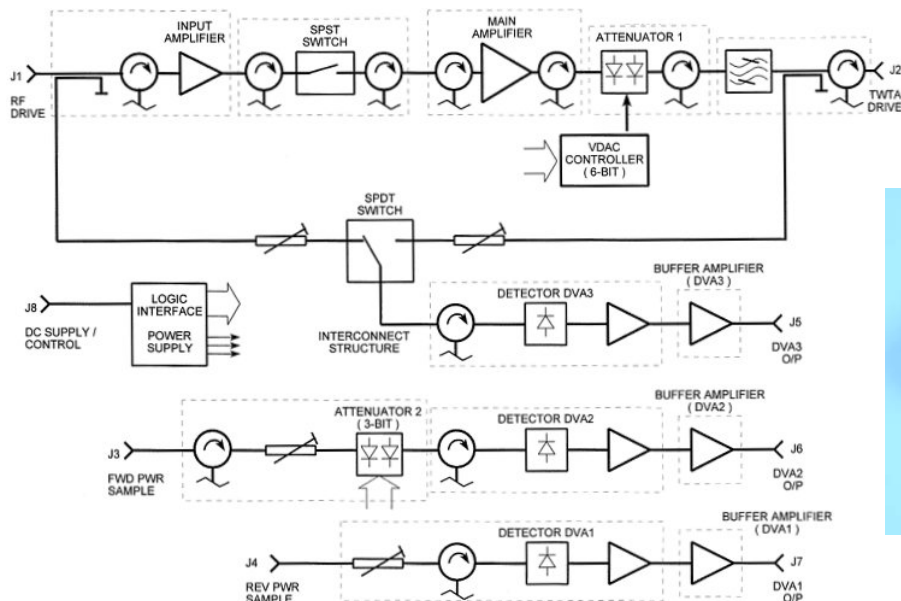 INPUT
AMPLIFIER
SPST
SWITCH
MAIN
AMPLIFIER
ATTENUATOR 1
J1
RF
DRIVE
J2
TWTA
DRIVE
VDAC
CONTROLLER
( 6-BIT )
SPDT
SWITCH
J8
DC SUPPLY /
CONTROL
LOGIC
INTERFACE
POWER
SUPPLY
INTERCONNECT
STRUCTURE
DETECTOR DVA3
BUFFER AMPLIFIER
( DVA3 )
J5
DVA3
O/P
J3
FWD PWR
SAMPLE
ATTENUATOR 2
( 3-BIT )
DETECTOR DVA2
BUFFER AMPLIFIER
( DVA2 )
J6
DVA2
O/P
J4
REV PWR
SAMPLE
DETECTOR DVA1
BUFFER AMPLIFIER
( DVA1 )
J7
DVA1
O/P